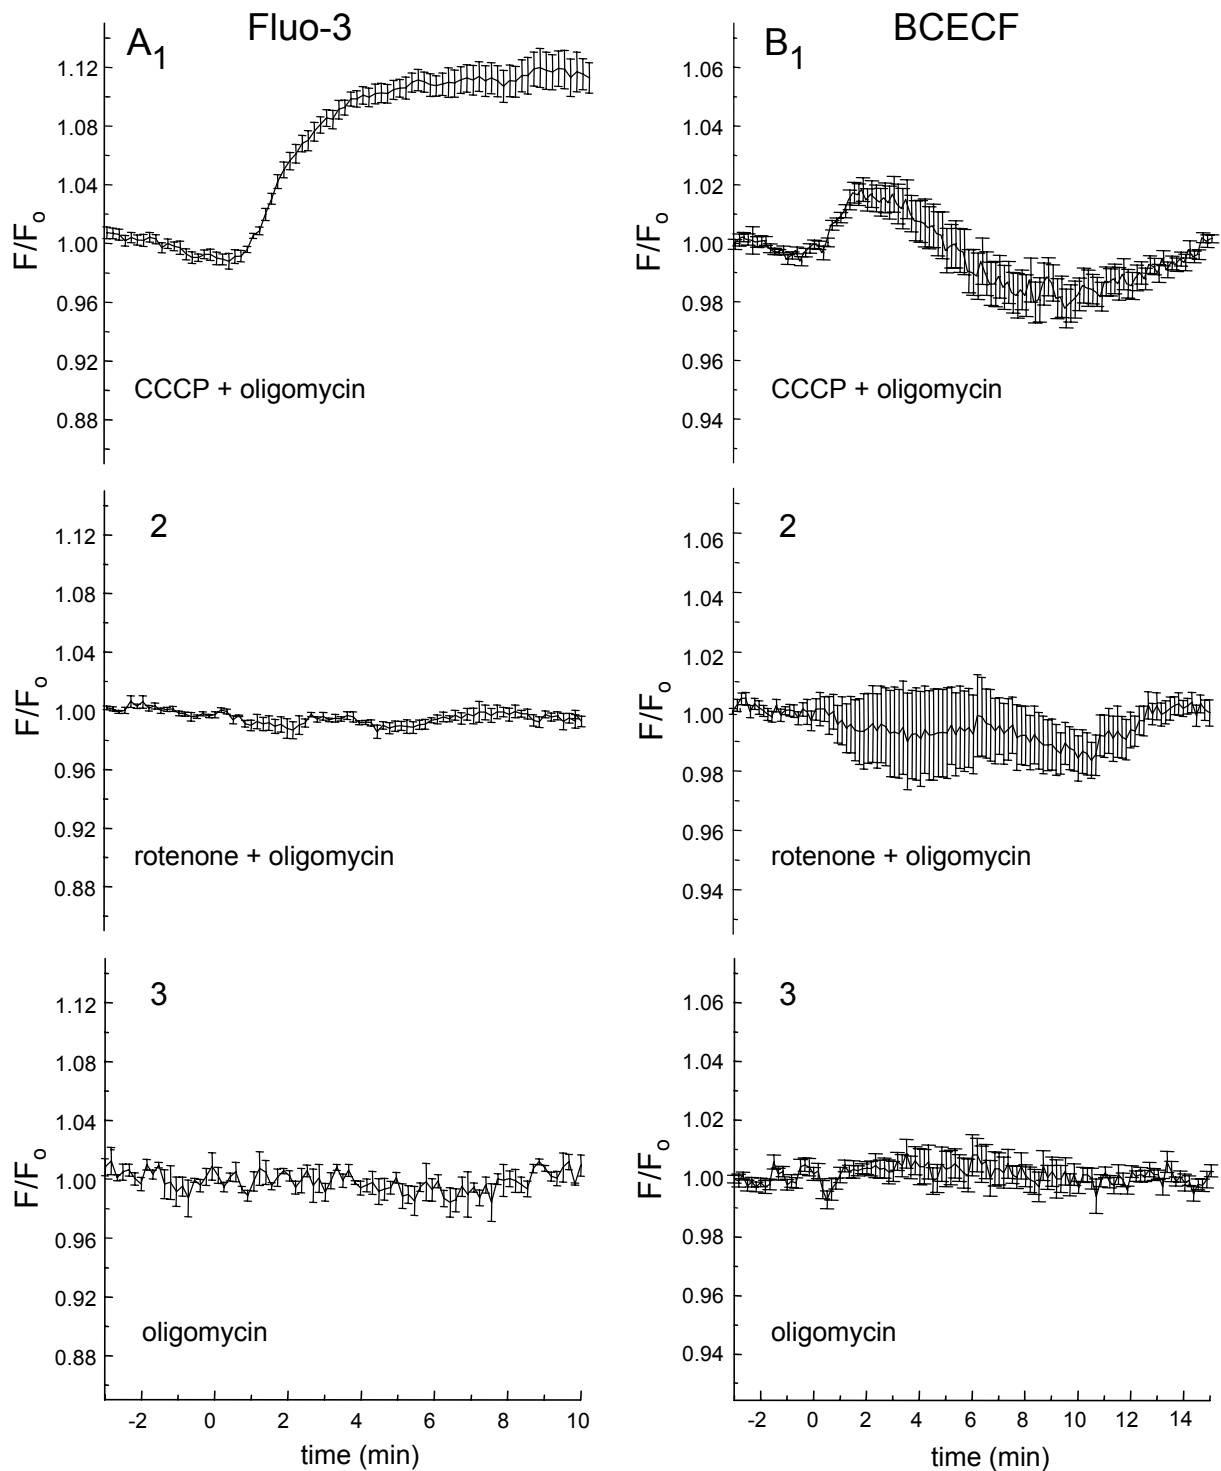 A1 Fluo-3
1.12
1.08
1.04
1.00
0.96
0.92
0.88
F/Fo
CCCP + oligomycin
B1 BCECF
1.06
1.04
1.02
1.00
0.98
0.96
0.94
F/Fo
CCCP + oligomycin
2
1.12
1.08
1.04
1.00
0.96
0.92
0.88
F/Fo
rotenone + oligomycin
2
1.06
1.04
1.02
1.00
0.98
0.96
0.94
F/Fo
rotenone + oligomycin
3
1.12
1.08
1.04
1.00
0.96
0.92
0.88
F/Fo
oligomycin
-2 0 2 4 6 8 10
time (min)
3
1.06
1.04
1.02
1.00
0.98
0.96
0.94
F/Fo
oligomycin
-2 0 2 4 6 8 10 12 14
time (min)